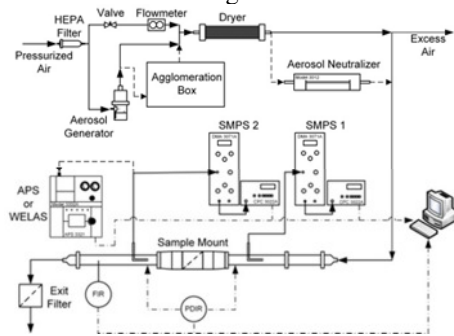 HEPA
Filter
Valve
Flowmeter
Dryer
Pressurized
Air
Excess
Air
Agglomeration
Box
Aerosol
Generator
Aerosol Neutralizer
SMPS 2
SMPS 1
APS
or
WELAS
Sample Mount
Exit
Filter
FIR
PDIR